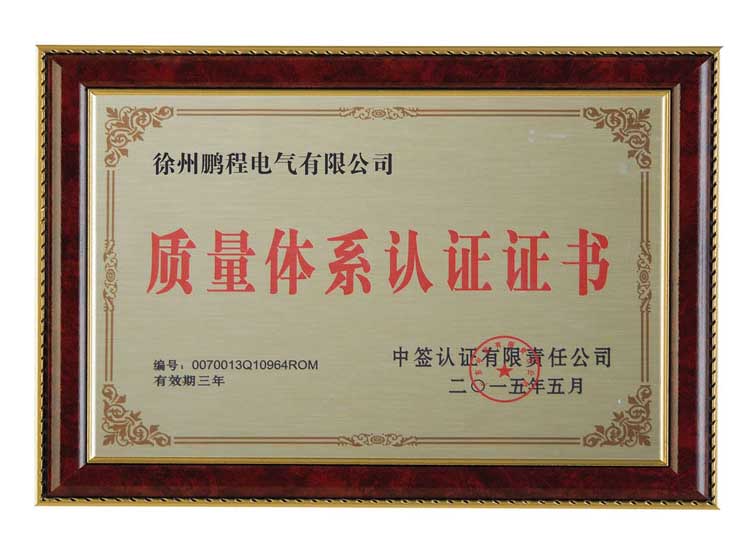 徐州鹏程电气有限公司
质量体系认证证书
编号：0070013Q10964ROM
有效期三年
中签认证有限责任公司
二〇一五年五月